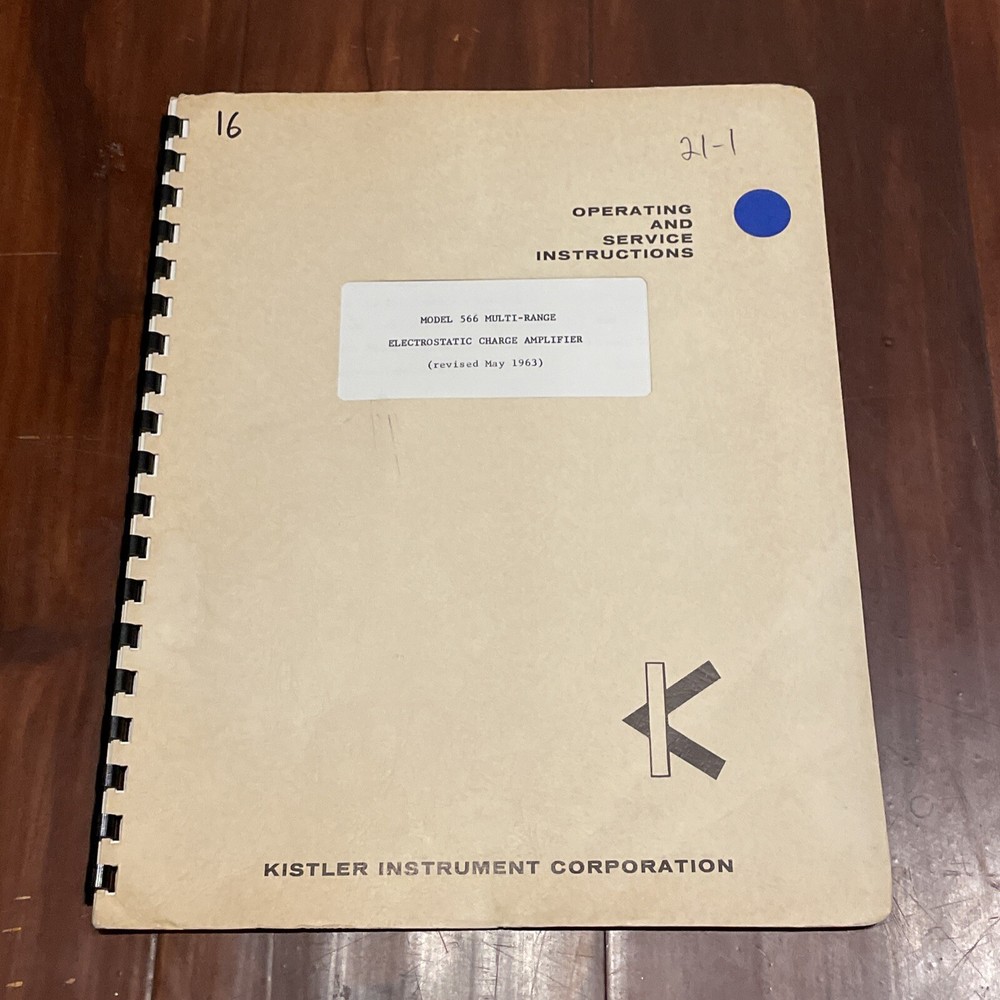 16
21-1
OPERATING
AND
SERVICE
INSTRUCTIONS
MODEL 566 MULTI-RANGE
ELECTROSTATIC CHARGE AMPLIFIER
(revised May 1963)
K
KISTLER INSTRUMENT CORPORATION